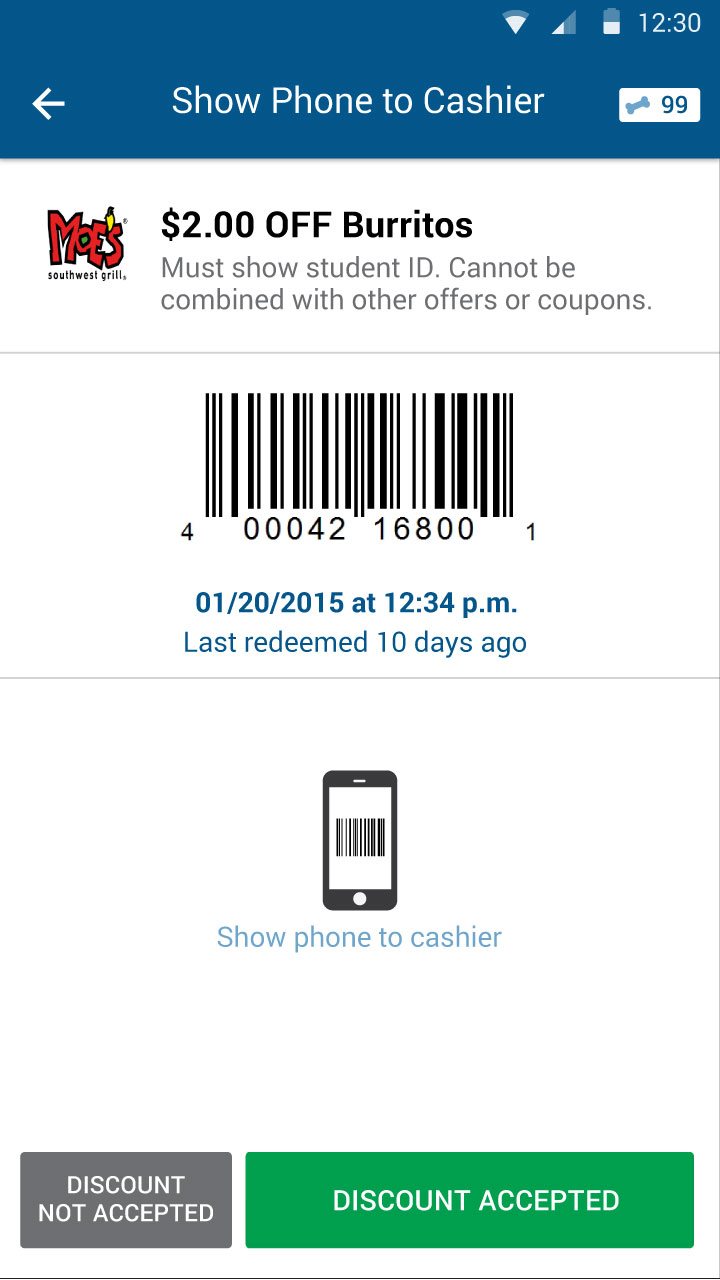 12:30
Show Phone to Cashier
99
MOE'S
southwest grill®
$2.00 OFF Burritos
Must show student ID. Cannot be
combined with other offers or coupons.
4 00042 16800 1
01/20/2015 at 12:34 p.m.
Last redeemed 10 days ago
Show phone to cashier
DISCOUNT
NOT ACCEPTED
DISCOUNT ACCEPTED